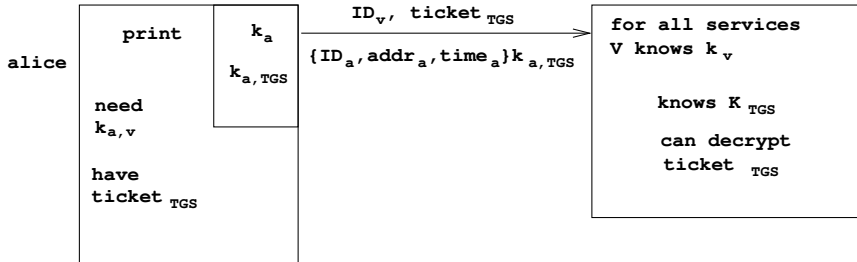 alice
print
k_a
k_a,TGS
need
k_a,v
have
ticket_TGS
ID_v, ticket_TGS
{ID_a,addr_a,time_a}k_a,TGS
for all services
V knows k_v
knows K_TGS
can decrypt
ticket_TGS